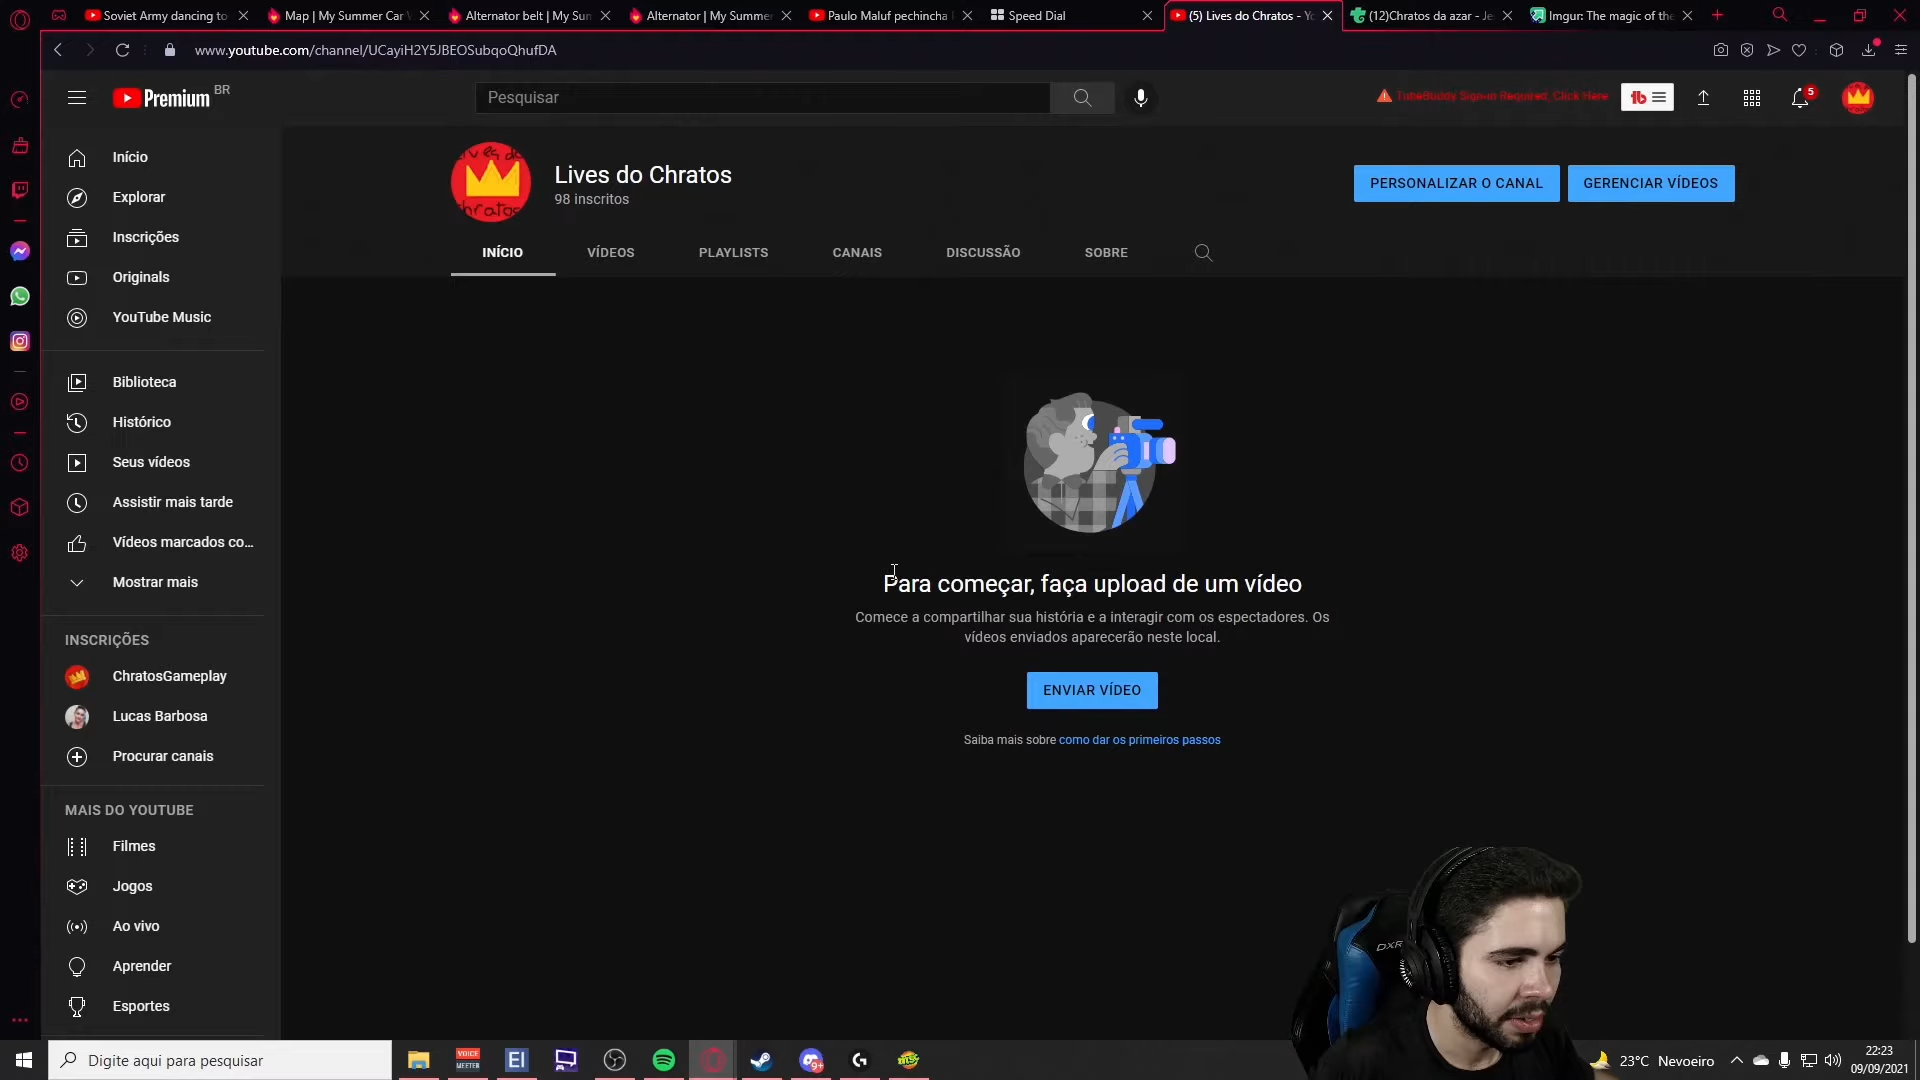 Soviet Army dancing to
Map | My Summer Car
Alternator belt | My Sum
Alternator | My Summer
Paulo Maluf pechincha
Speed Dial
(5) Lives do Chratos - Yo
(12)Chratos da azar - Je
Imgur: The magic of the
www.youtube.com/channel/UCayiH2Y5JBEOSubqoQhufDA
Premium BR
Pesquisar
TubeBuddy Sign-in Required. Click Here
tb
5
Início
Explorar
Inscrições
Originals
YouTube Music
Biblioteca
Histórico
Seus vídeos
Assistir mais tarde
Vídeos marcados co...
Mostrar mais
INSCRIÇÕES
ChratosGameplay
Lucas Barbosa
Procurar canais
MAIS DO YOUTUBE
Filmes
Jogos
Ao vivo
Aprender
Esportes
Lives do Chratos
98 inscritos
PERSONALIZAR O CANAL
GERENCIAR VÍDEOS
INÍCIO
VÍDEOS
PLAYLISTS
CANAIS
DISCUSSÃO
SOBRE
Para começar, faça upload de um vídeo
Comece a compartilhar sua história e a interagir com os espectadores. Os
vídeos enviados aparecerão neste local.
ENVIAR VÍDEO
Saiba mais sobre como dar os primeiros passos
DXR
Digite aqui para pesquisar
VOICE
MEETER
EI
9+
23°C Nevoeiro
22:23
09/09/2021